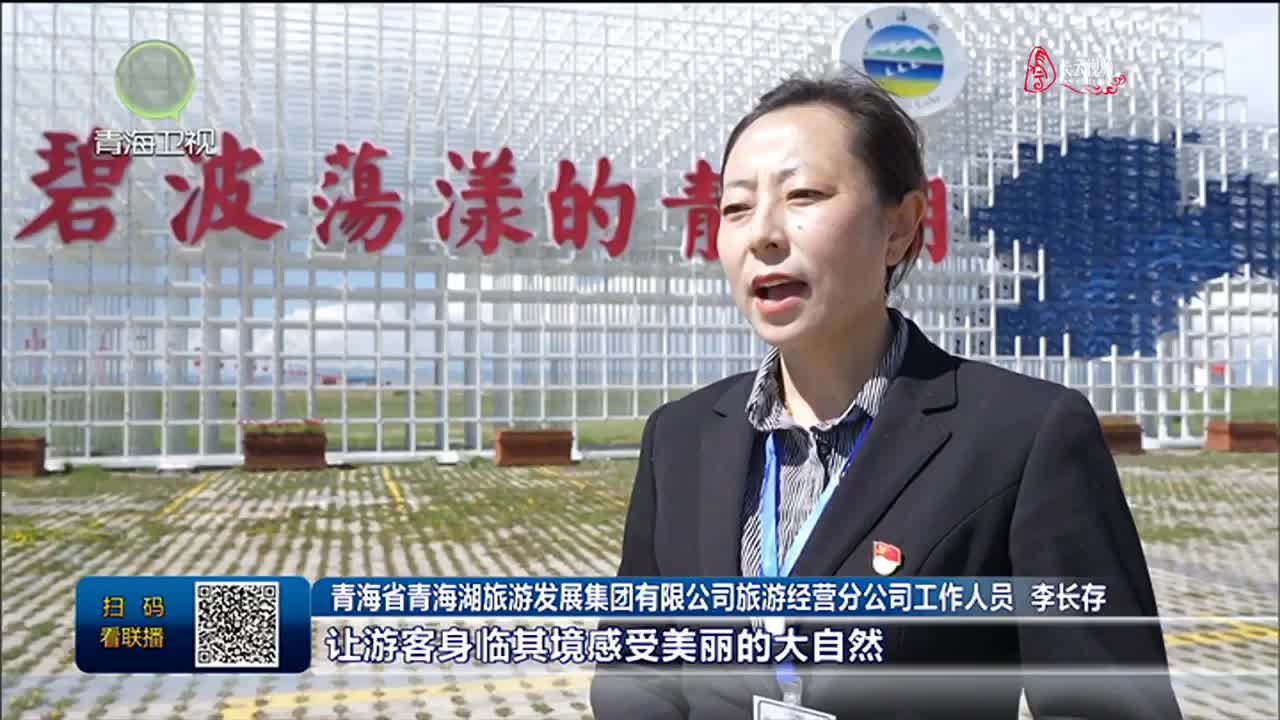 青海卫视
碧波荡漾的青 湖
扫 码
看联播
青海省青海湖旅游发展集团有限公司旅游经营分公司工作人员 李长存
让游客身临其境感受美丽的大自然